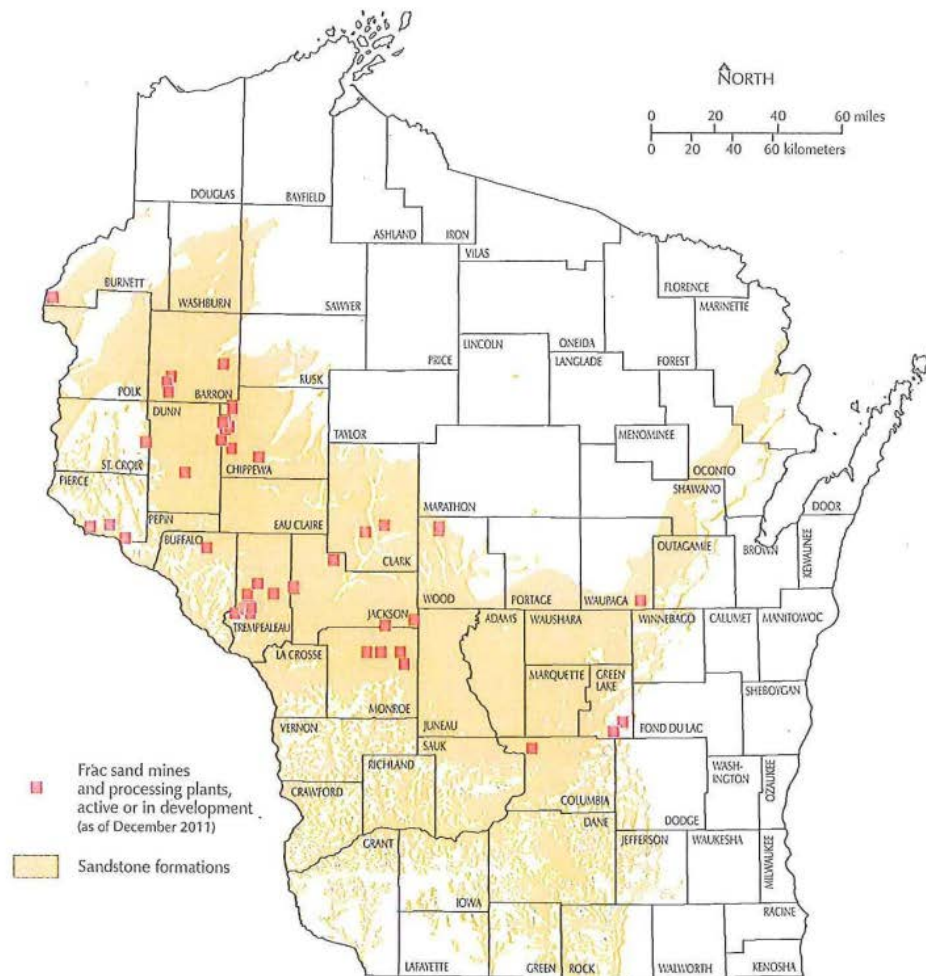 NORTH
0 20 40 60 miles
0 20 40 60 kilometers
DOUGLAS
BAYFIELD
ASHLAND
IRON
VILAS
BURNETT
WASHBURN
SAWYER
FLORENCE
MARINETTE
PRICE
LINCOLN
ONEIDA
LANGLADE
FOREST
POLK
BARRON
RUSK
DUNN
TAYLOR
MENOMINEE
OCONTO
ST. CROIX
CHIPPEWA
PIERCE
SHAWANO
DOOR
MARATHON
PEPIN
EAU CLAIRE
BUFFALO
CLARK
OUTAGAMIE
BROWN
KEWAUNEE
WOOD
PORTAGE
WAUPACA
TREMPEALEAU
JACKSON
ADAMS
WAUSHARA
WINNEBAGO
CALUMET
MANITOWOC
LA CROSSE
MARQUETTE
GREEN
LAKE
SHEBOYGAN
MONROE
VERNON
JUNEAU
FOND DU LAC
SAUK
RICHLAND
WASH-
INGTON
OZAUKEE
CRAWFORD
COLUMBIA
DODGE
DANE
GRANT
JEFFERSON
WAUKESHA
MILWAUKEE
IOWA
RACINE
LAFAYETTE
GREEN
ROCK
WALWORTH
KENOSHA
Frac sand mines
and processing plants,
active or in development
(as of December 2011)
Sandstone formations